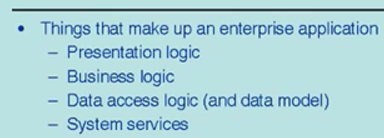 • Things that make up an enterprise application
– Presentation logic
– Business logic
– Data access logic (and data model)
– System services